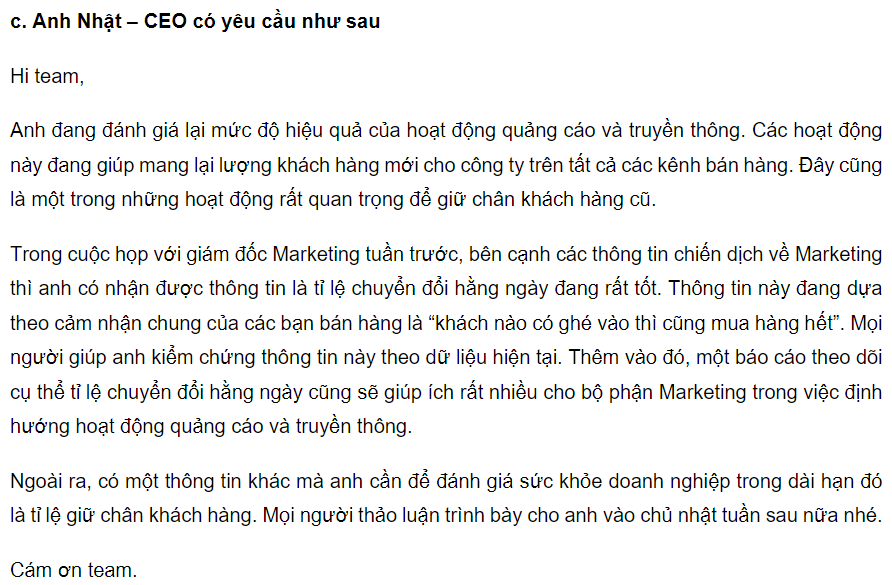 c. Anh Nhật – CEO có yêu cầu như sau
Hi team,
Anh đang đánh giá lại mức độ hiệu quả của hoạt động quảng cáo và truyền thông. Các hoạt động
này đang giúp mang lại lượng khách hàng mới cho công ty trên tất cả các kênh bán hàng. Đây cũng
là một trong những hoạt động rất quan trọng để giữ chân khách hàng cũ.
Trong cuộc họp với giám đốc Marketing tuần trước, bên cạnh các thông tin chiến dịch về Marketing
thì anh có nhận được thông tin là tỉ lệ chuyển đổi hằng ngày đang rất tốt. Thông tin này đang dựa
theo cảm nhận chung của các bạn bán hàng là “khách nào có ghé vào thì cũng mua hàng hết”. Mọi
người giúp anh kiểm chứng thông tin này theo dữ liệu hiện tại. Thêm vào đó, một báo cáo theo dõi
cụ thể tỉ lệ chuyển đổi hằng ngày cũng sẽ giúp ích rất nhiều cho bộ phận Marketing trong việc định
hướng hoạt động quảng cáo và truyền thông.
Ngoài ra, có một thông tin khác mà anh cần để đánh giá sức khỏe doanh nghiệp trong dài hạn đó
là tỉ lệ giữ chân khách hàng. Mọi người thảo luận trình bày cho anh vào chủ nhật tuần sau nữa nhé.
Cám ơn team.